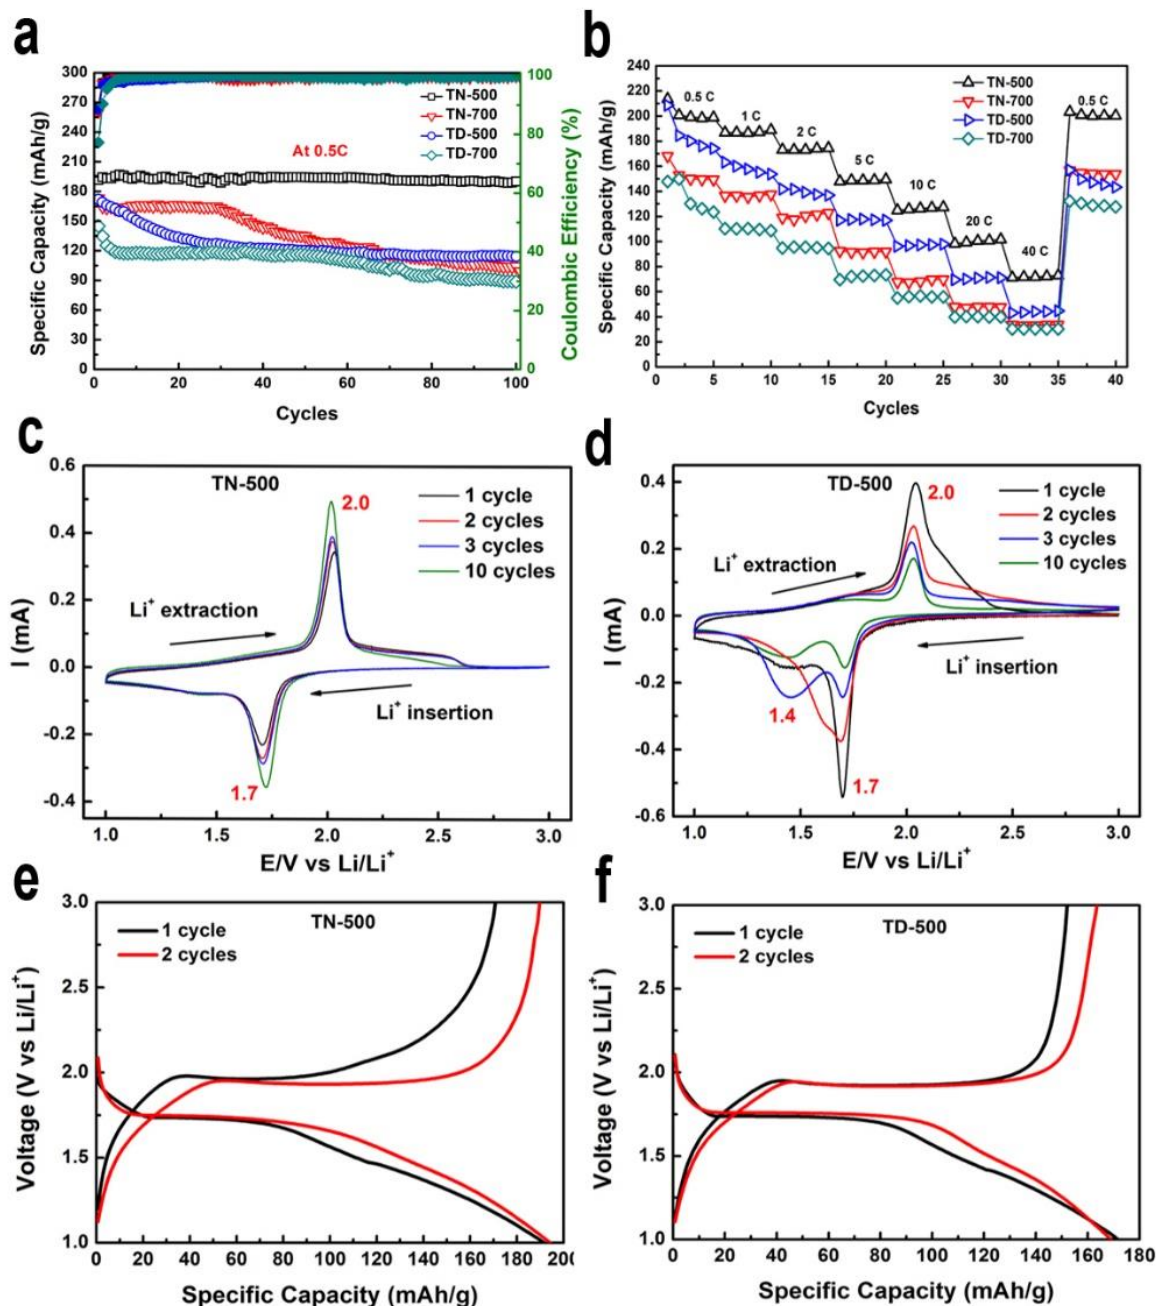 a
300
270
240
210
180
150
120
90
60
30
0
Specific Capacity (mAh/g)
TN-500
TN-700
TD-500
TD-700
At 0.5C
100
80
60
40
20
0
Coulombic Efficiency (%)
0 20 40 60 80 100
Cycles
b
240
220
200
180
160
140
120
100
80
60
40
20
0
Specific Capacity (mAh/g)
TN-500
TN-700
TD-500
TD-700
0.5 C
1 C
2 C
5 C
10 C
20 C
40 C
0.5 C
0 5 10 15 20 25 30 35 40
Cycles
c
0.6
0.4
0.2
0.0
-0.2
-0.4
I (mA)
TN-500
1 cycle
2 cycles
3 cycles
10 cycles
2.0
Li⁺ extraction
Li⁺ insertion
1.7
1.0 1.5 2.0 2.5 3.0
E/V vs Li/Li⁺
d
0.4
0.2
0.0
-0.2
-0.4
-0.6
I (mA)
TD-500
1 cycle
2 cycles
3 cycles
10 cycles
2.0
Li⁺ extraction
Li⁺ insertion
1.4
1.7
1.0 1.5 2.0 2.5 3.0
E/V vs Li/Li⁺
e
3.0
2.5
2.0
1.5
1.0
Voltage (V vs Li/Li⁺)
1 cycle
2 cycles
TN-500
0 20 40 60 80 100 120 140 160 180 200
Specific Capacity (mAh/g)
f
3.0
2.5
2.0
1.5
1.0
Voltage (V vs Li/Li⁺)
1 cycle
2 cycles
TD-500
0 20 40 60 80 100 120 140 160 180
Specific Capacity (mAh/g)